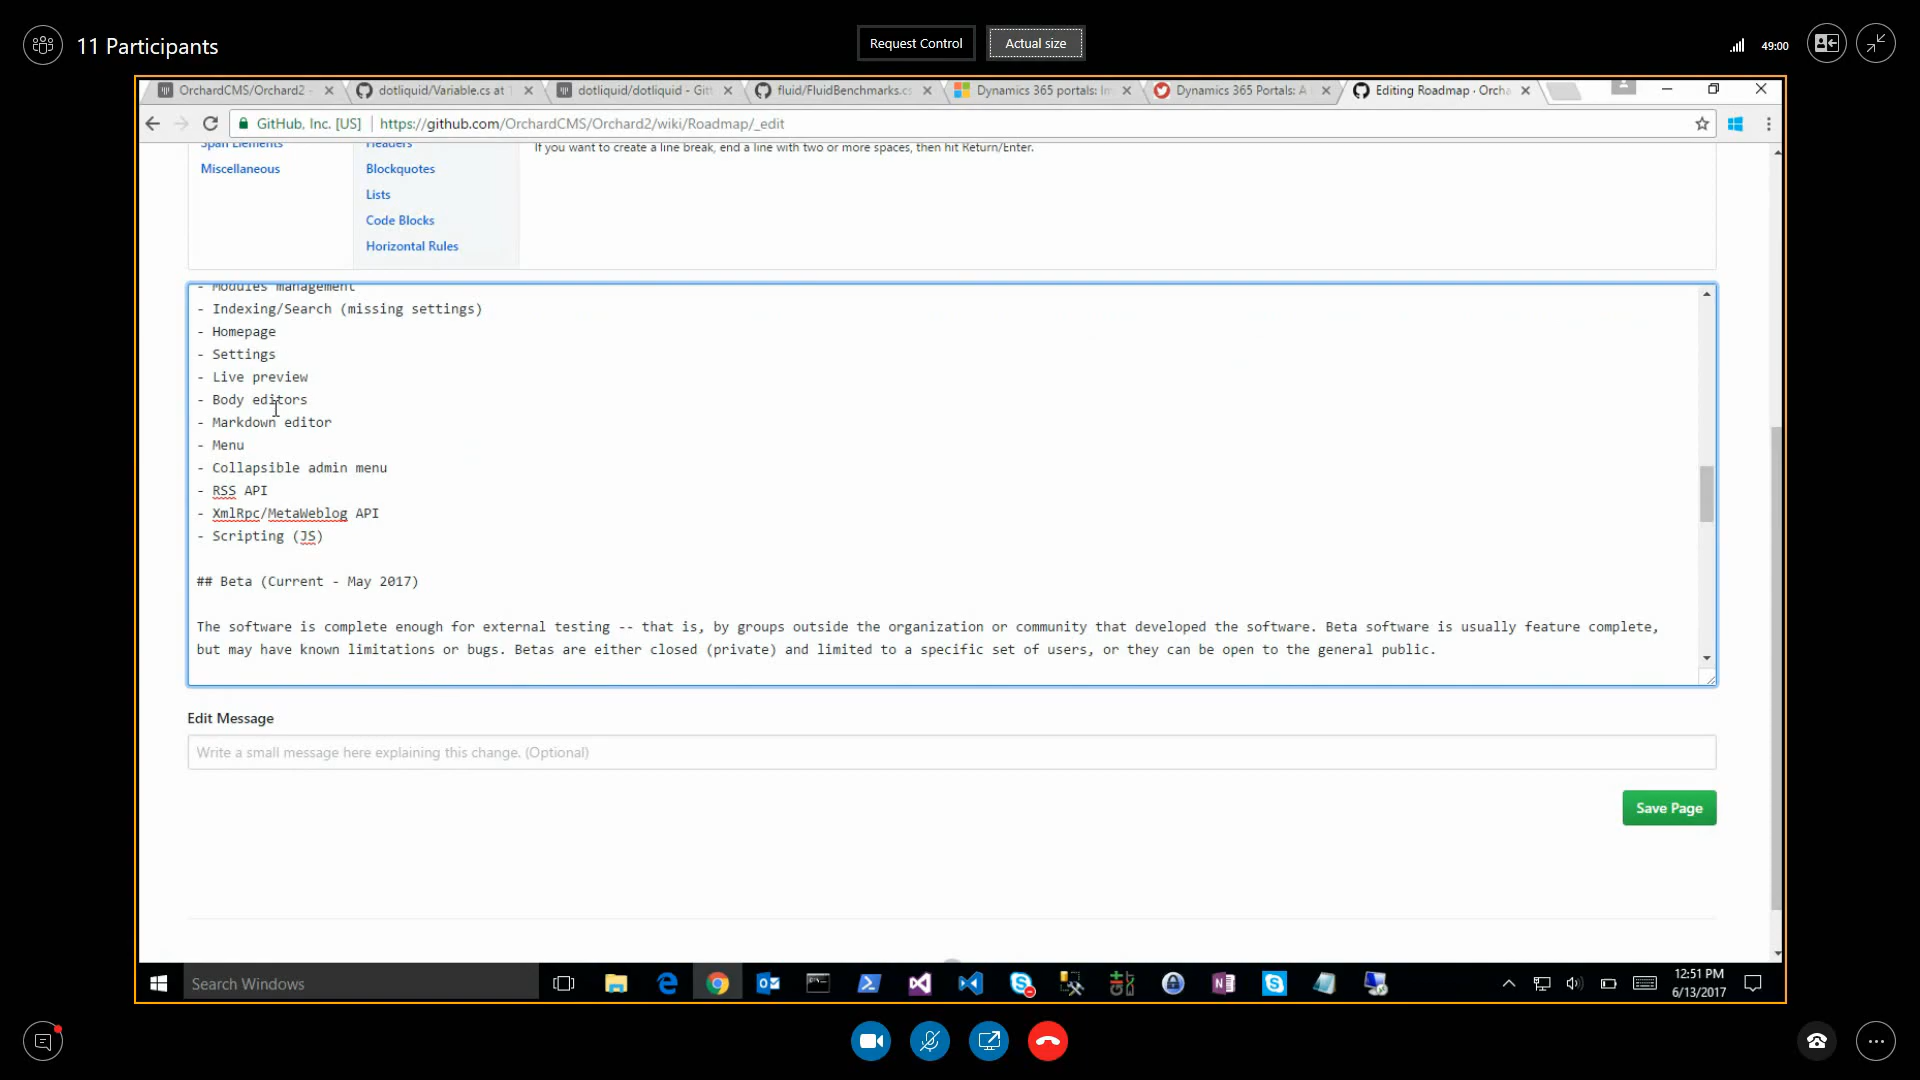 11 Participants
Request Control
Actual size
49:00
OrchardCMS/Orchard2 -
dotliquid/Variable.cs at
dotliquid/dotliquid - Gitt
fluid/FluidBenchmarks.cs
Dynamics 365 portals: Im
Dynamics 365 Portals: A
Editing Roadmap · Orcha
GitHub, Inc. [US]
https://github.com/OrchardCMS/Orchard2/wiki/Roadmap/_edit
Span Elements
Headers
If you want to create a line break, end a line with two or more spaces, then hit Return/Enter.
Miscellaneous
Blockquotes
Lists
Code Blocks
Horizontal Rules
- Modules management
- Indexing/Search (missing settings)
- Homepage
- Settings
- Live preview
- Body editors
- Markdown editor
- Menu
- Collapsible admin menu
- RSS API
- XmlRpc/MetaWeblog API
- Scripting (JS)
## Beta (Current - May 2017)
The software is complete enough for external testing -- that is, by groups outside the organization or community that developed the software. Beta software is usually feature complete,
but may have known limitations or bugs. Betas are either closed (private) and limited to a specific set of users, or they can be open to the general public.
Edit Message
Write a small message here explaining this change. (Optional)
Save Page
Search Windows
12:51 PM
6/13/2017